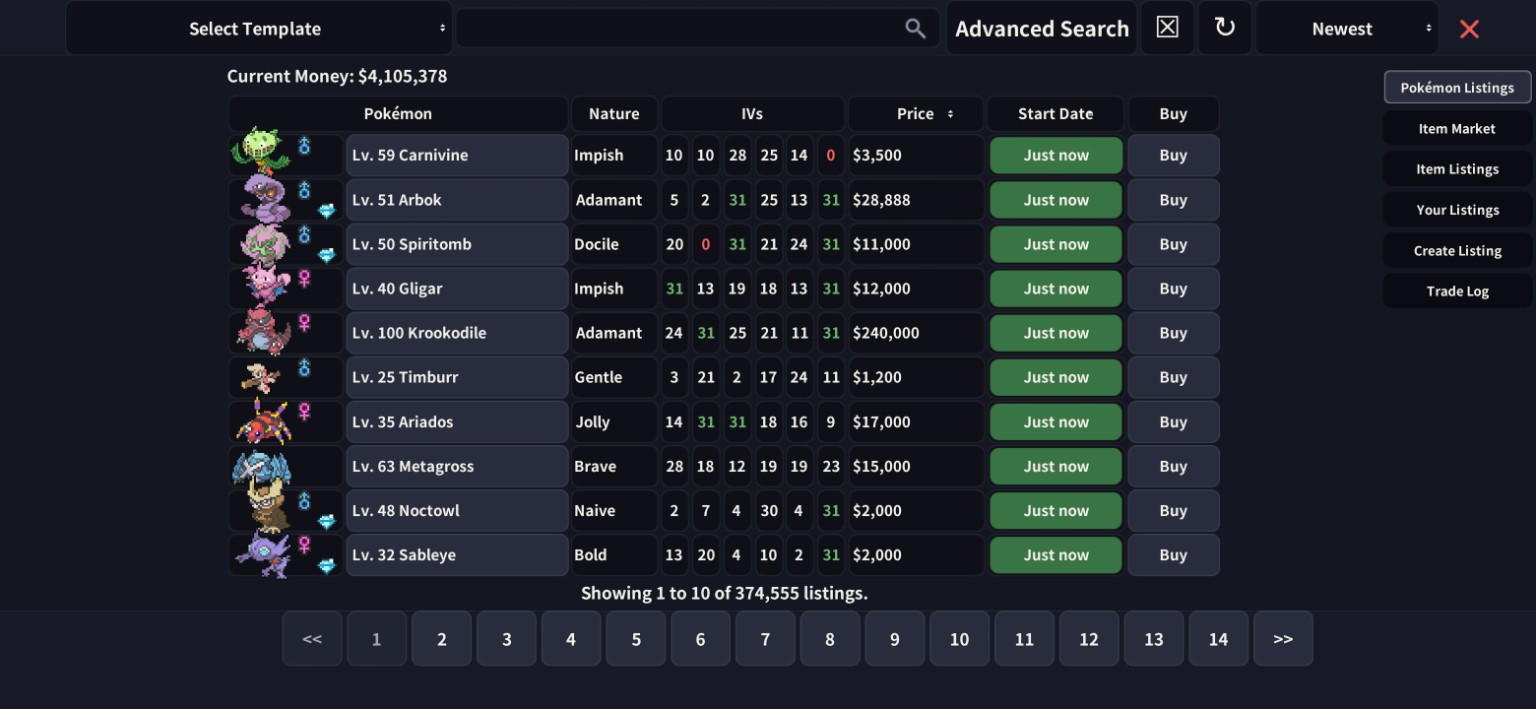 Select Template Advanced Search Newest
Current Money: $4,105,378
Pokémon Listings
Item Market
Item Listings
Your Listings
Create Listing
Trade Log
Pokémon Nature IVs Price Start Date Buy
Lv. 59 Carnivine Impish 10 10 28 25 14 0 $3,500 Just now Buy
Lv. 51 Arbok Adamant 5 2 31 25 13 31 $28,888 Just now Buy
Lv. 50 Spiritomb Docile 20 0 31 21 24 31 $11,000 Just now Buy
Lv. 40 Gligar Impish 31 13 19 18 13 31 $12,000 Just now Buy
Lv. 100 Krookodile Adamant 24 31 25 21 11 31 $240,000 Just now Buy
Lv. 25 Timburr Gentle 3 21 2 17 24 11 $1,200 Just now Buy
Lv. 35 Ariados Jolly 14 31 31 18 16 9 $17,000 Just now Buy
Lv. 63 Metagross Brave 28 18 12 19 19 23 $15,000 Just now Buy
Lv. 48 Noctowl Naive 2 7 4 30 4 31 $2,000 Just now Buy
Lv. 32 Sableye Bold 13 20 4 10 2 31 $2,000 Just now Buy
Showing 1 to 10 of 374,555 listings.
<< 1 2 3 4 5 6 7 8 9 10 11 12 13 14 >>